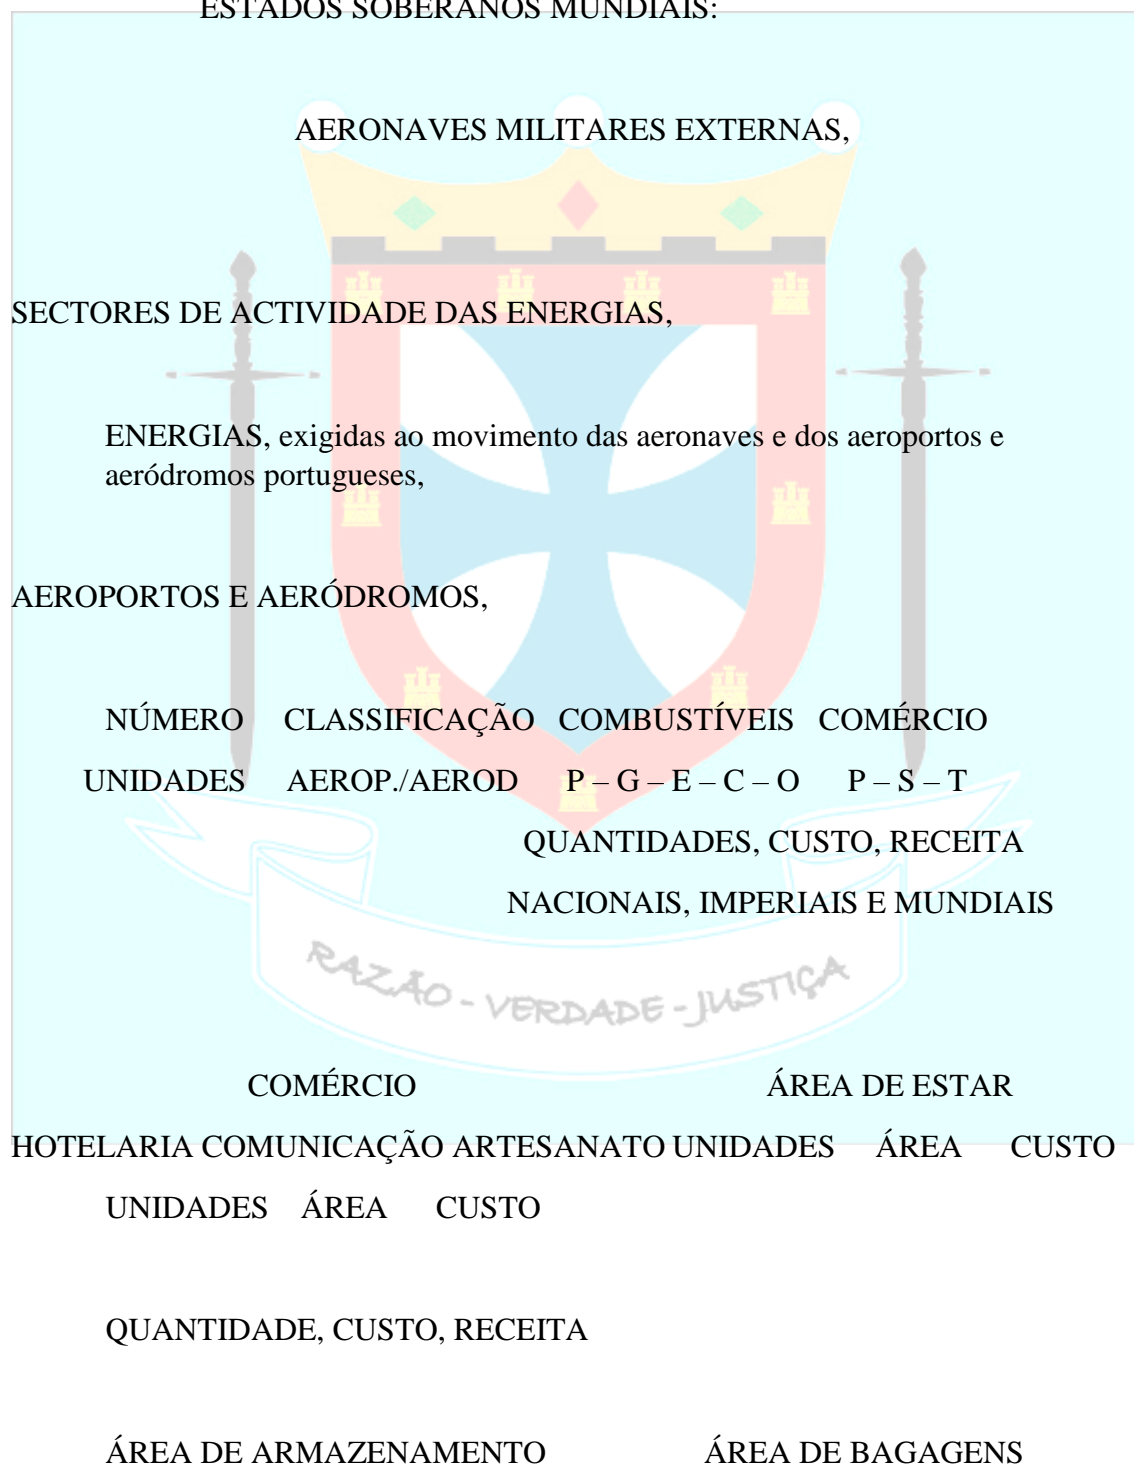 ESTADOS SOBERANOS MUNDIAIS:
AERONAVES MILITARES EXTERNAS,
SECTORES DE ACTIVIDADE DAS ENERGIAS,
ENERGIAS, exigidas ao movimento das aeronaves e dos aeroportos e
aeródromos portugueses,
AEROPORTOS E AERÓDROMOS,
NÚMERO CLASSIFICAÇÃO COMBUSTÍVEIS COMÉRCIO
UNIDADES AEROP./AEROD P – G – E – C – O P – S – T
QUANTIDADES, CUSTO, RECEITA
NACIONAIS, IMPERIAIS E MUNDIAIS
RAZÃO - VERDADE - JUSTIÇA
COMÉRCIO ÁREA DE ESTAR
HOTELARIA COMUNICAÇÃO ARTESANATO UNIDADES ÁREA CUSTO
UNIDADES ÁREA CUSTO
QUANTIDADE, CUSTO, RECEITA
ÁREA DE ARMAZENAMENTO ÁREA DE BAGAGENS